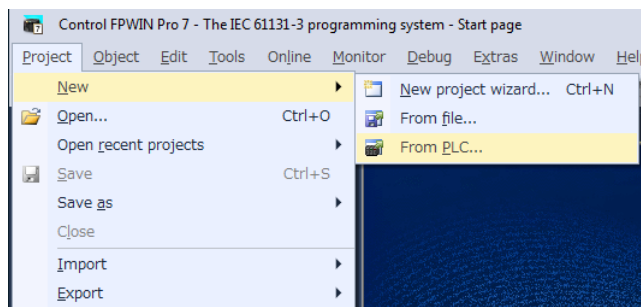 Control FPWIN Pro 7 - The IEC 61131-3 programming system - Start page
Project Object Edit Tools Online Monitor Debug Extras Window Hel
New
New project wizard... Ctrl+N
Open... Ctrl+O
From file...
Open recent projects
From PLC...
Save Ctrl+S
Save as
Close
Import
Export